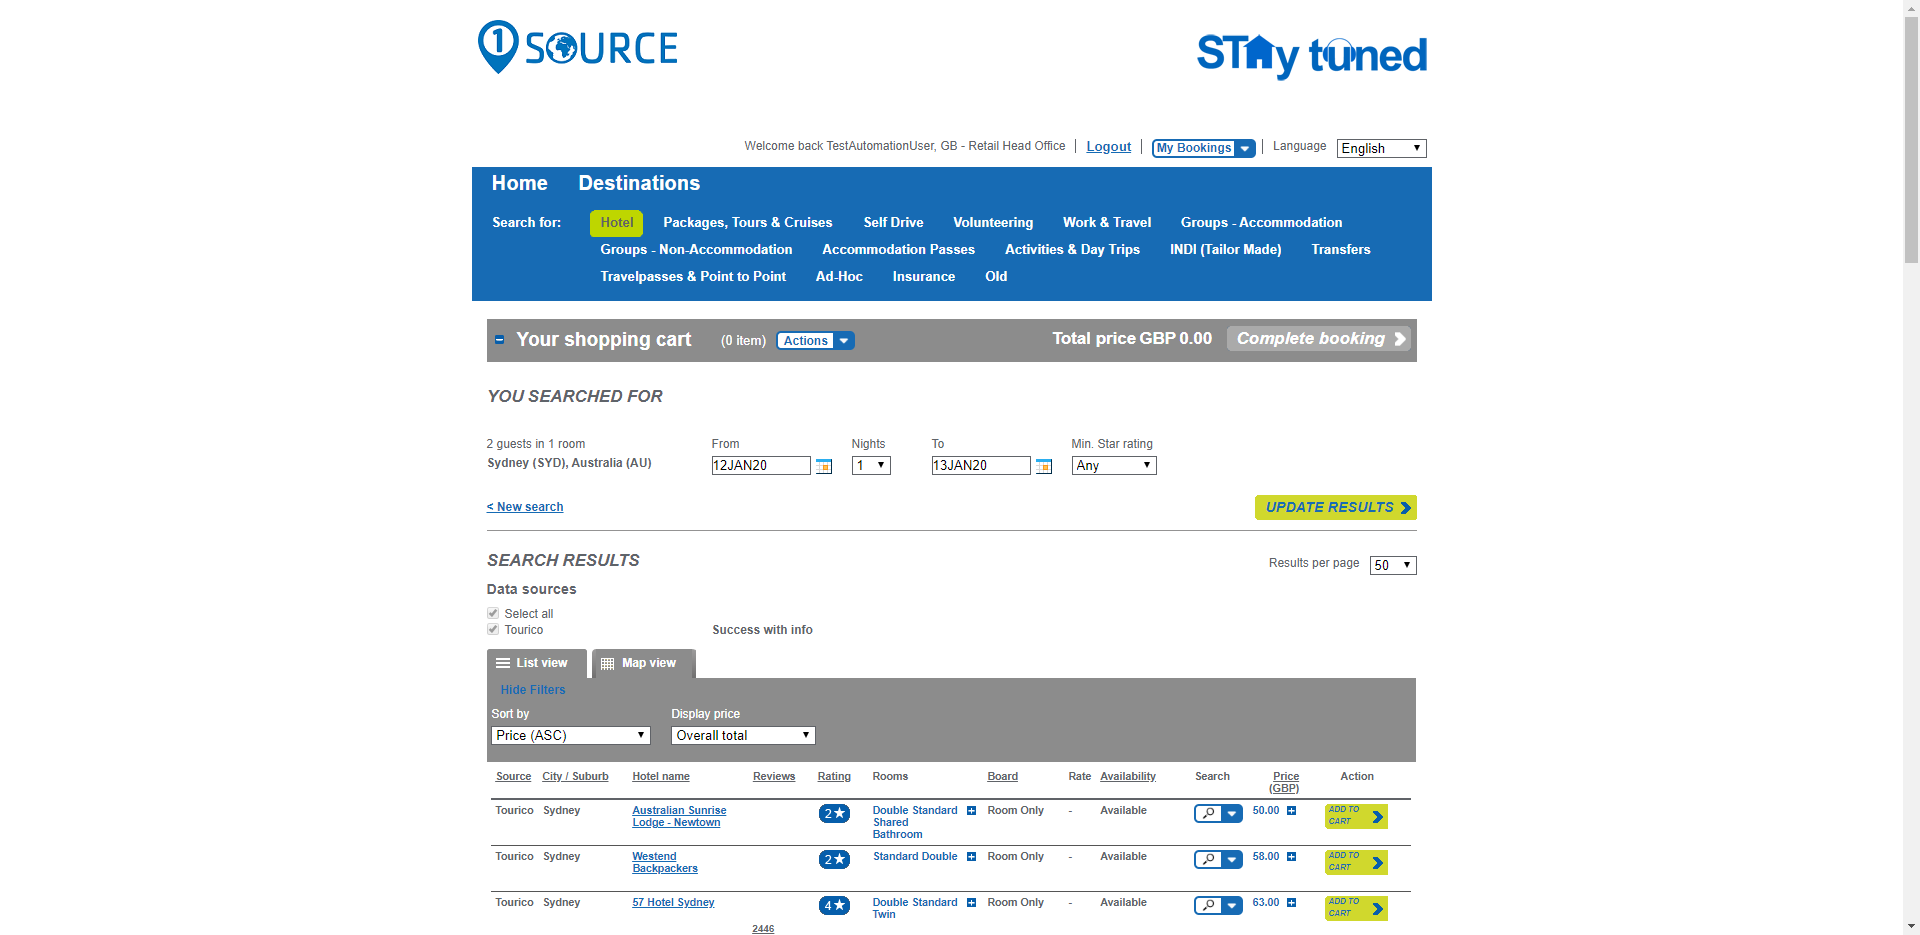 1 SOURCE
STAy tuned
Welcome back TestAutomationUser, GB - Retail Head Office Logout My Bookings Language English
Home Destinations
Search for: Hotel Packages, Tours & Cruises Self Drive Volunteering Work & Travel Groups - Accommodation
Groups - Non-Accommodation Accommodation Passes Activities & Day Trips INDI (Tailor Made) Transfers
Travelpasses & Point to Point Ad-Hoc Insurance Old
Your shopping cart (0 item) Actions Total price GBP 0.00 Complete booking
YOU SEARCHED FOR
2 guests in 1 room From Nights To Min. Star rating
Sydney (SYD), Australia (AU) 12JAN20 1 13JAN20 Any
< New search UPDATE RESULTS
SEARCH RESULTS
Results per page 50
Data sources
Select all
Tourico Success with info
List view Map view
Hide Filters
Sort by Display price
Price (ASC) Overall total
Source City / Suburb Hotel name Reviews Rating Rooms Board Rate Availability Search Price Action
(GBP)
Tourico Sydney Australian Sunrise 2 Double Standard Room Only - Available 50.00 ADD TO
Lodge - Newtown Shared CART
Bathroom
Tourico Sydney Westend 2 Standard Double Room Only - Available 58.00 ADD TO
Backpackers CART
Tourico Sydney 57 Hotel Sydney 4 Double Standard Room Only - Available 63.00 ADD TO
Twin CART
2446